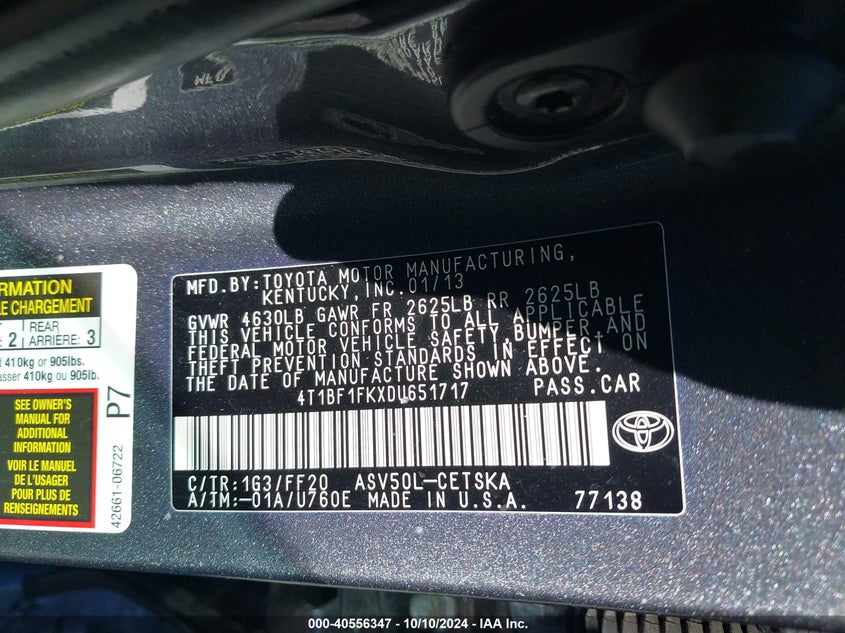 MFD.BY:TOYOTA MOTOR MANUFACTURING,
KENTUCKY,INC.01/13
GVWR 4630LB GAWR FR 2625LB RR 2625LB
THIS VEHICLE CONFORMS TO ALL APPLICABLE
FEDERAL MOTOR VEHICLE SAFETY,BUMPER,AND
THEFT PREVENTION STANDARDS IN EFFECT ON
THE DATE OF MANUFACTURE SHOWN ABOVE.
4T1BF1FKXDU651717 PASS.CAR
C/TR:1G3/FF20 ASV50L-CETSKA
A/TM:-01A/U760E MADE IN U.S.A. 77138
REAR
2 ARRIÈRE: 3
410kg or 905lbs.
410kg ou 905lb.
SEE OWNER'S
MANUAL FOR
ADDITIONAL
INFORMATION
VOIR LE MANUEL
DE L'USAGER
POUR PLUS DE
P7
42661-06722
000-40556347 - 10/10/2024 - IAA Inc.